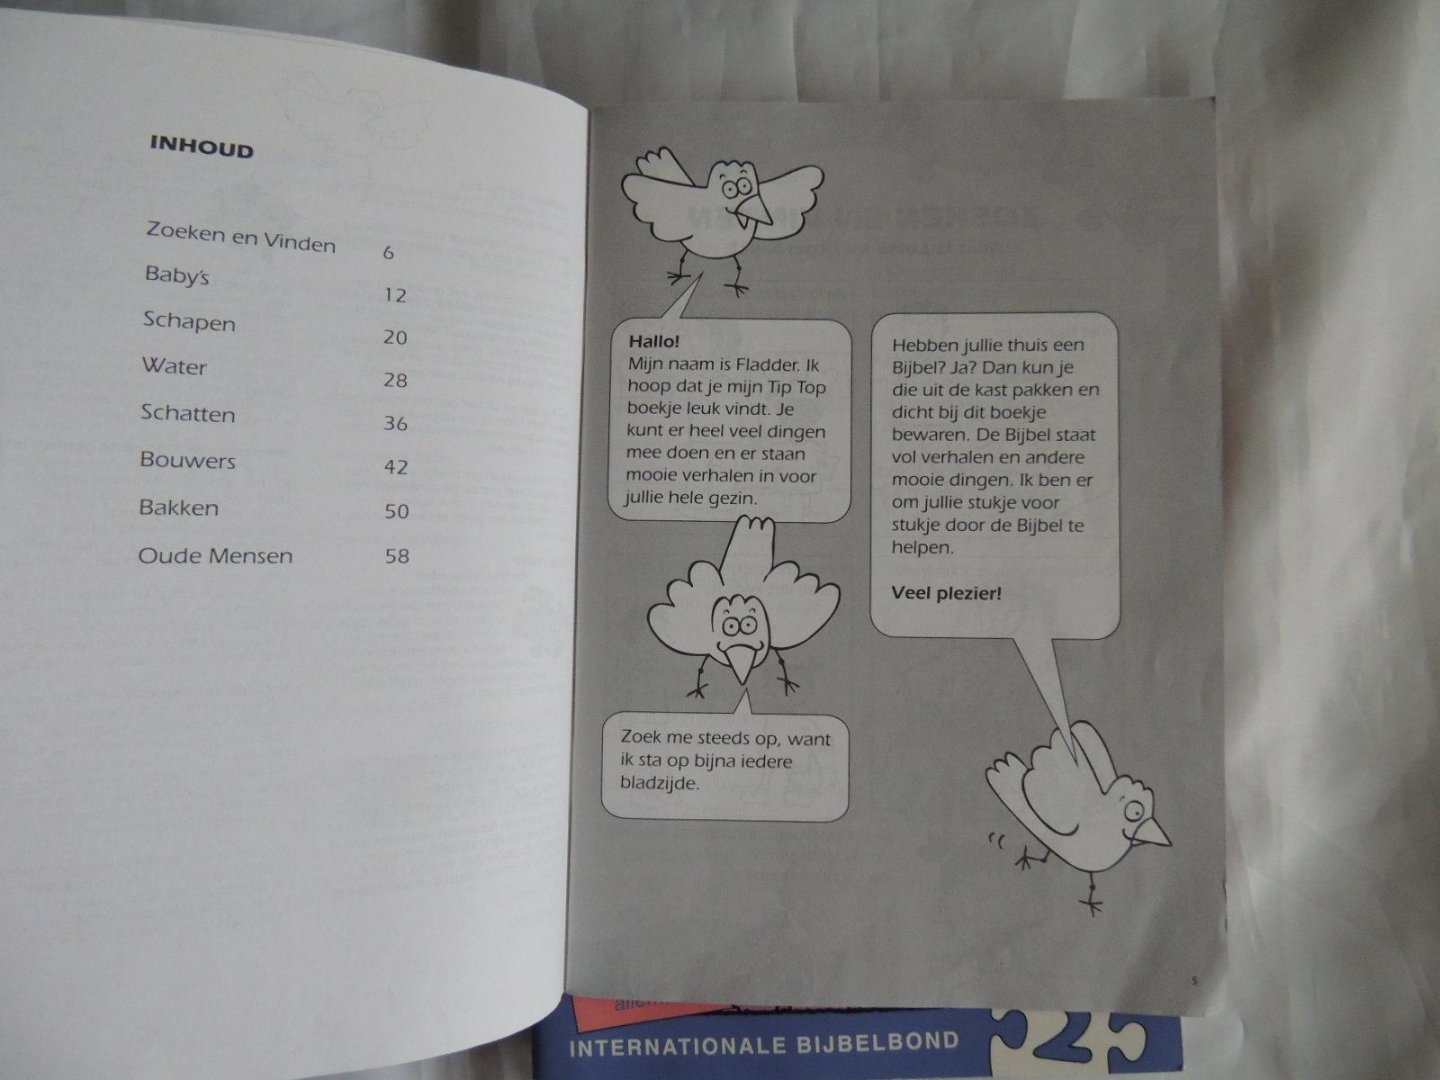 INHOUD
Zoeken en Vinden 6
Baby's 12
Schapen 20
Water 28
Schatten 36
Bouwers 42
Bakken 50
Oude Mensen 58
Hallo!
Mijn naam is Fladder. Ik
hoop dat je mijn Tip Top
boekje leuk vindt. Je
kunt er heel veel dingen
mee doen en er staan
mooie verhalen in voor
jullie hele gezin.
Zoek me steeds op, want
ik sta op bijna iedere
bladzijde.
Hebben jullie thuis een
Bijbel? Ja? Dan kun je
die uit de kast pakken en
dicht bij dit boekje
bewaren. De Bijbel staat
vol verhalen en andere
mooie dingen. Ik ben er
om jullie stukje voor
stukje door de Bijbel te
helpen.
Veel plezier!
5
INTERNATIONALE BIJBELBOND
2